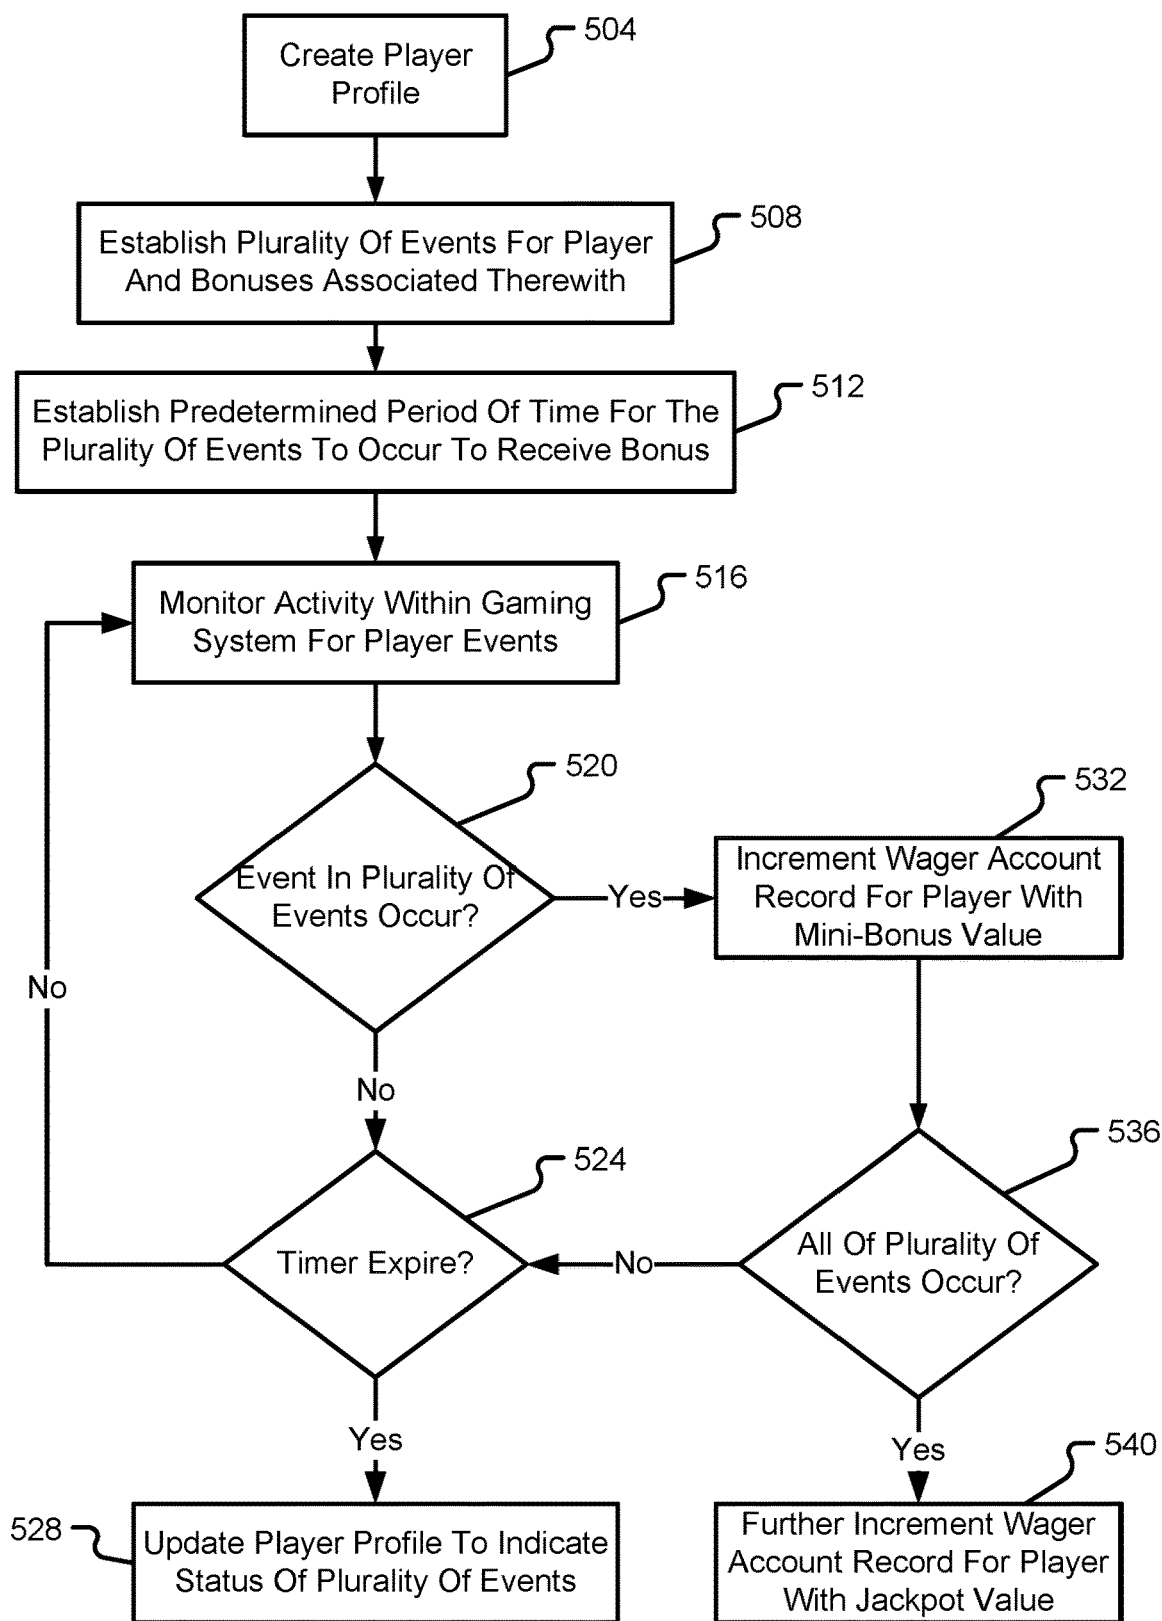 504
Create Player
Profile
508
Establish Plurality Of Events For Player
And Bonuses Associated Therewith
512
Establish Predetermined Period Of Time For The
Plurality Of Events To Occur To Receive Bonus
516
Monitor Activity Within Gaming
System For Player Events
520
Event In Plurality Of
Events Occur?
Yes
532
Increment Wager Account
Record For Player With
Mini-Bonus Value
No
No
524
Timer Expire?
No
536
All Of Plurality Of
Events Occur?
Yes
Yes
528
Update Player Profile To Indicate
Status Of Plurality Of Events
540
Further Increment Wager
Account Record For Player
With Jackpot Value